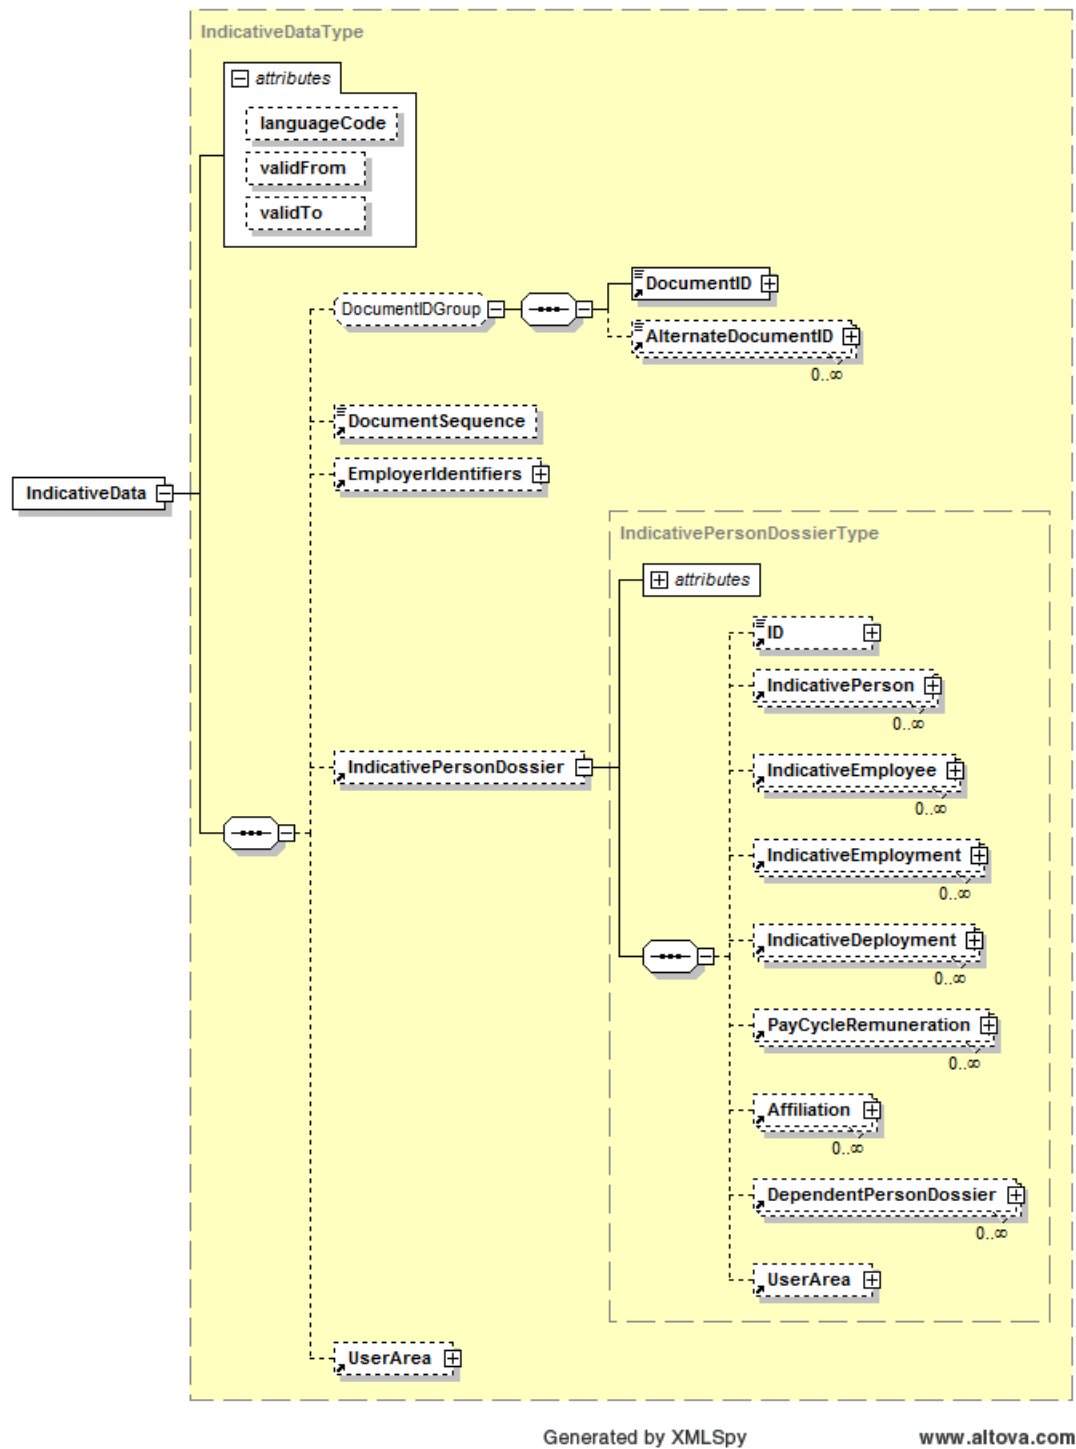 IndicativeDataType
attributes
languageCode
validFrom
validTo
DocumentIDGroup
DocumentID
AlternateDocumentID
0..∞
DocumentSequence
EmployerIdentifiers
IndicativeData
IndicativePersonDossierType
attributes
ID
IndicativePerson
0..∞
IndicativePersonDossier
IndicativeEmployee
0..∞
IndicativeEmployment
0..∞
IndicativeDeployment
0..∞
PayCycleRemuneration
0..∞
Affiliation
0..∞
DependentPersonDossier
0..∞
UserArea
UserArea
Generated by XMLSpy www.altova.com